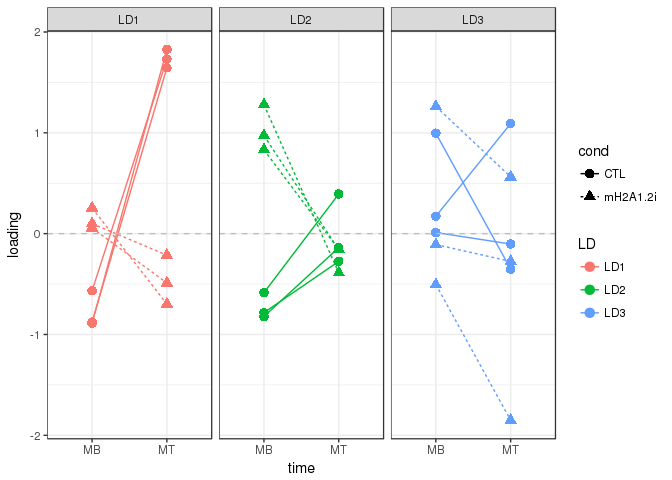 LD1
LD2
LD3
2
1
0
-1
-2
loading
MB
MT
MB
MT
MB
MT
time
cond
CTL
mH2A1.2i
LD
LD1
LD2
LD3